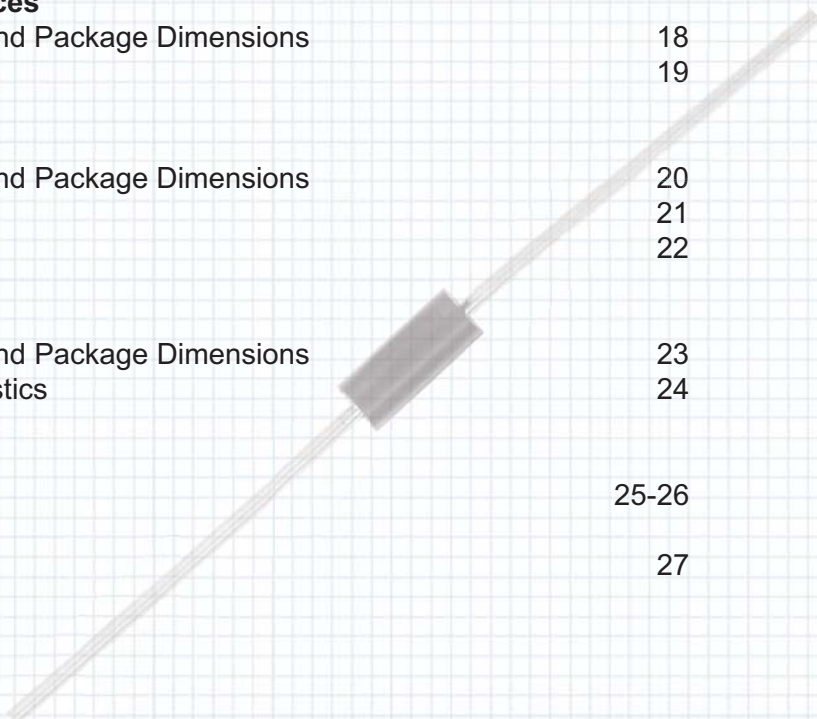 ces
nd Package Dimensions 18
19
nd Package Dimensions 20
21
22
nd Package Dimensions 23
stics 24
25-26
27